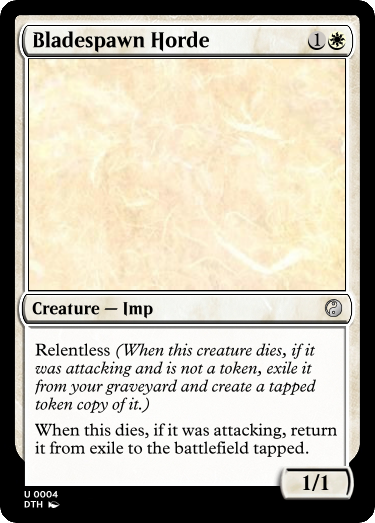 Bladespawn Horde 1
Creature — Imp
Relentless (When this creature dies, if it
was attacking and is not a token, exile it
from your graveyard and create a tapped
token copy of it.)
When this dies, if it was attacking, return
it from exile to the battlefield tapped.
1/1
U 0004
DTH